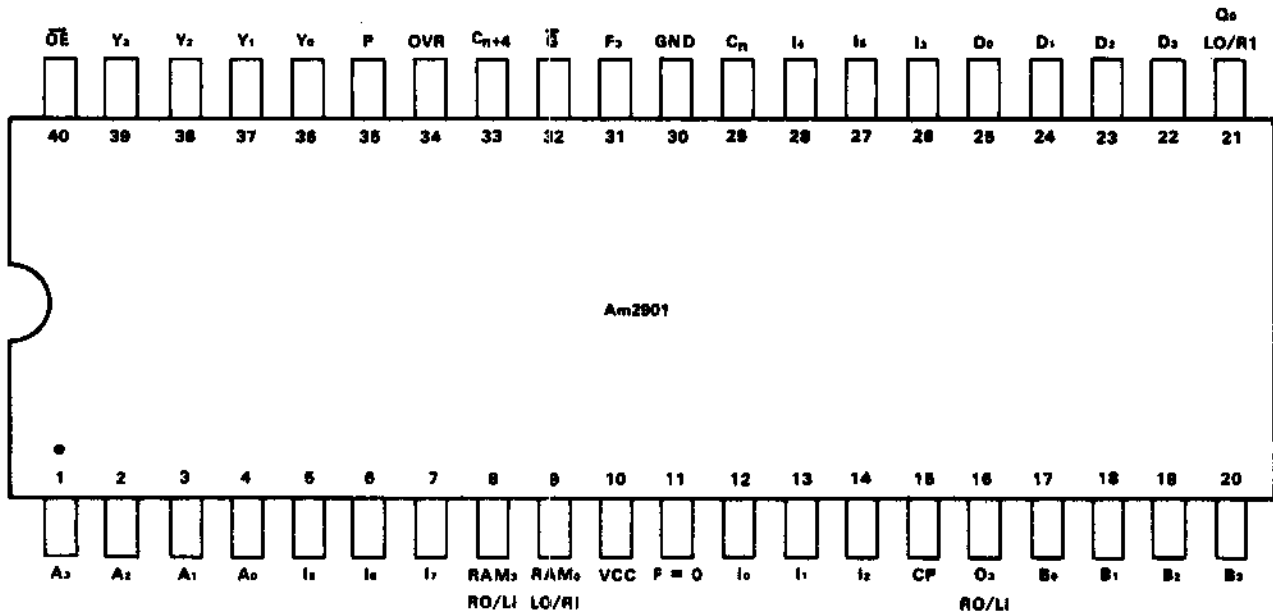 Q₀
OE Y₃ Y₂ Y₁ Y₀ P OVR Cn+4 G F₃ GND Cn I₄ I₅ I₃ D₀ D₁ D₂ D₃ LO/R1
40 39 38 37 36 35 34 33 32 31 30 29 28 27 26 25 24 23 22 21
Am2901
1 2 3 4 5 6 7 8 9 10 11 12 13 14 15 16 17 18 19 20
A₃ A₂ A₁ A₀ I₈ I₆ I₇ RAM₃ RAM₀ VCC F = 0 I₀ I₁ I₂ CP Q₃ B₀ B₁ B₂ B₃
RO/LI LO/RI RO/LI